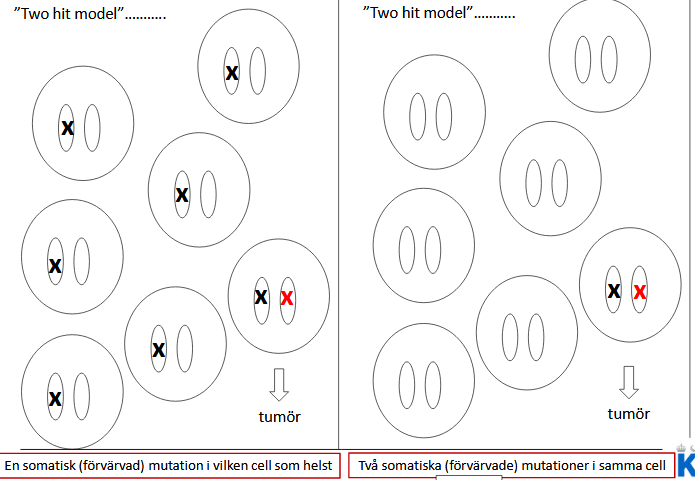 ”Two hit model”………..
X
X
X
X
X X
X
X
tumör
En somatisk (förvärvad) mutation i vilken cell som helst
”Two hit model”………..
X X
tumör
Två somatiska (förvärvade) mutationer i samma cell
K